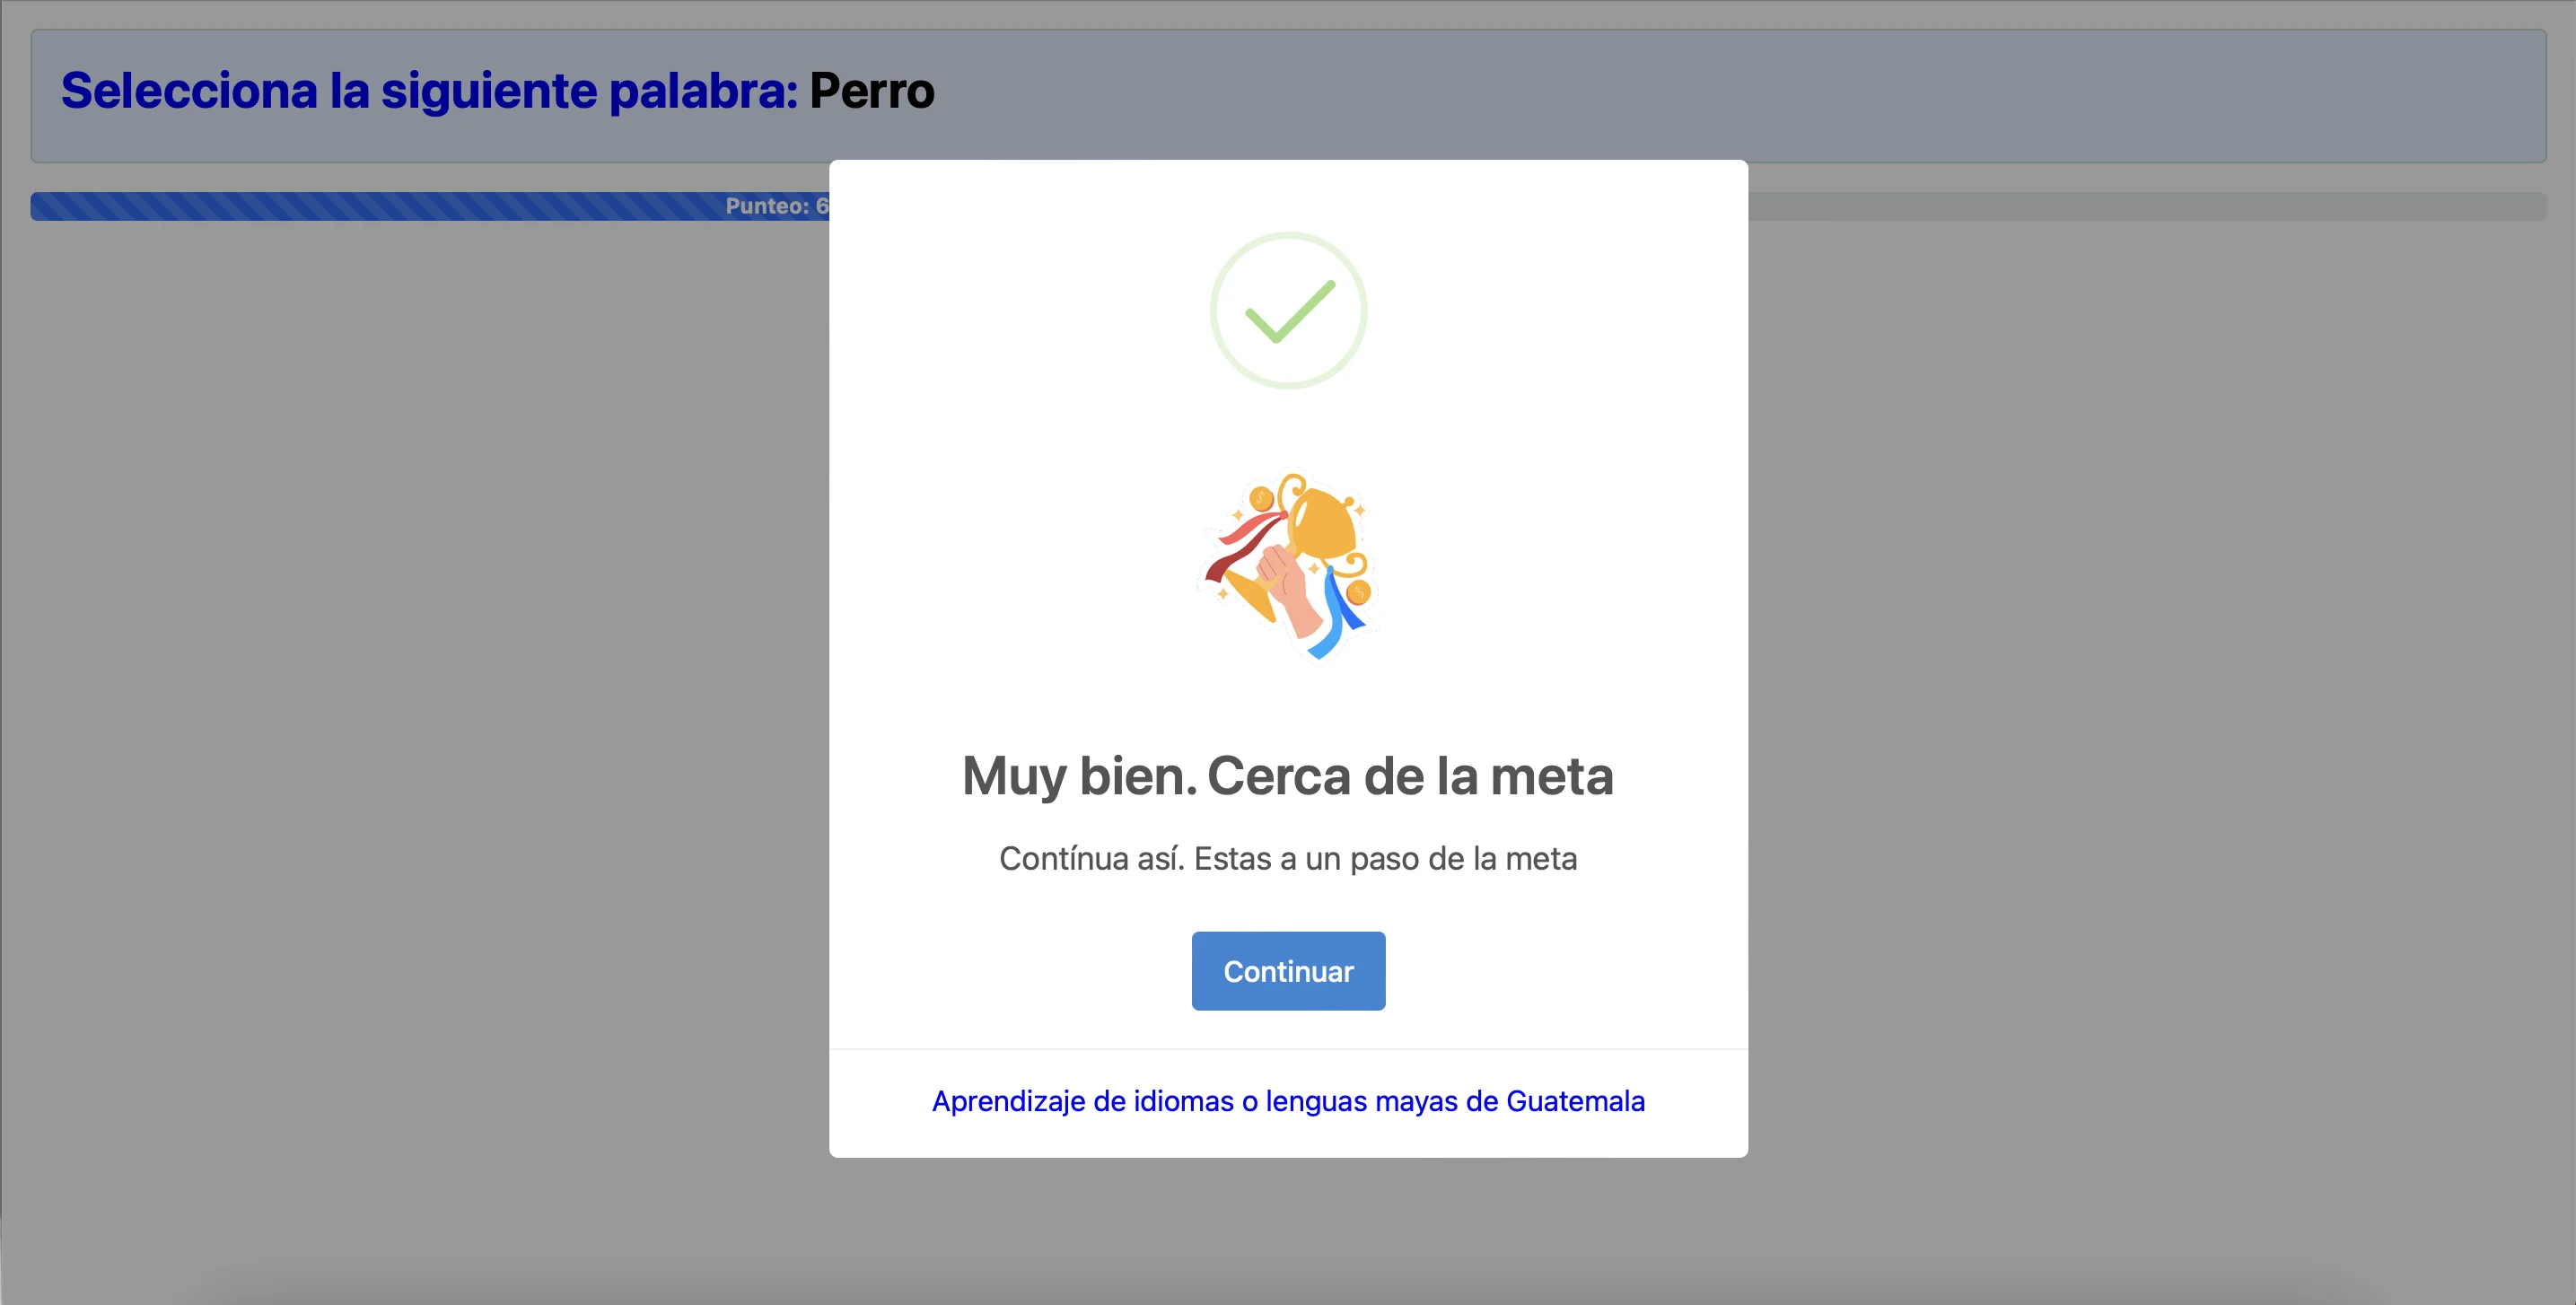 Selecciona la siguiente palabra: Perro
Punteo: 6
Muy bien. Cerca de la meta
Contínua así. Estas a un paso de la meta
Continuar
Aprendizaje de idiomas o lenguas mayas de Guatemala